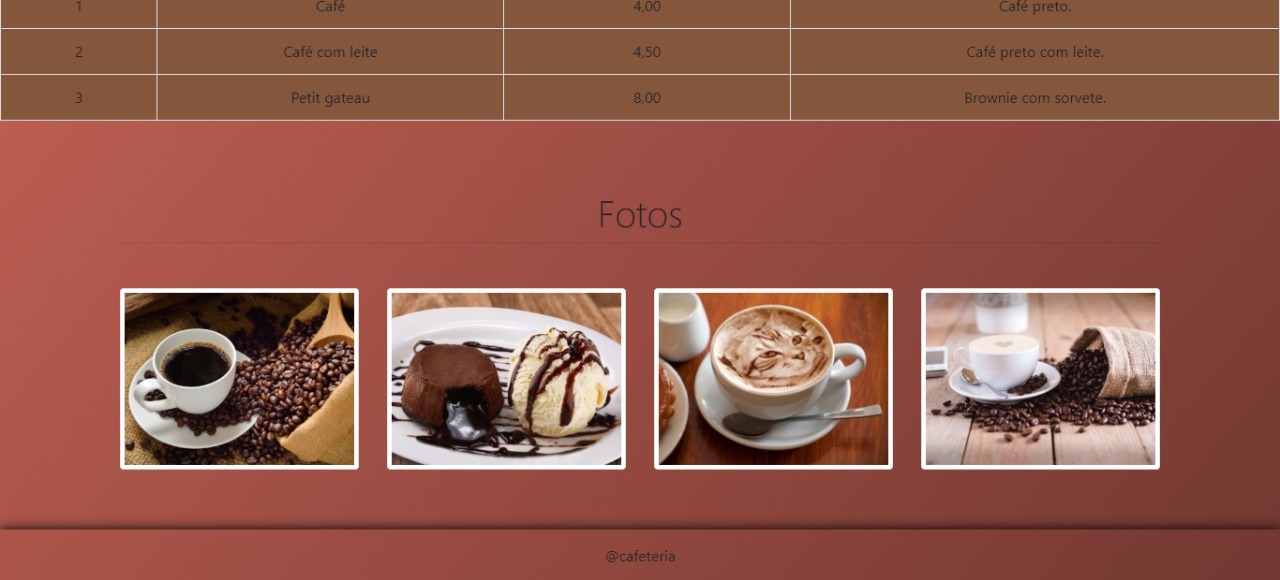 1 Café 4,00 Café preto.
2 Café com leite 4,50 Café preto com leite.
3 Petit gateau 8,00 Brownie com sorvete.
Fotos
@cafeteria